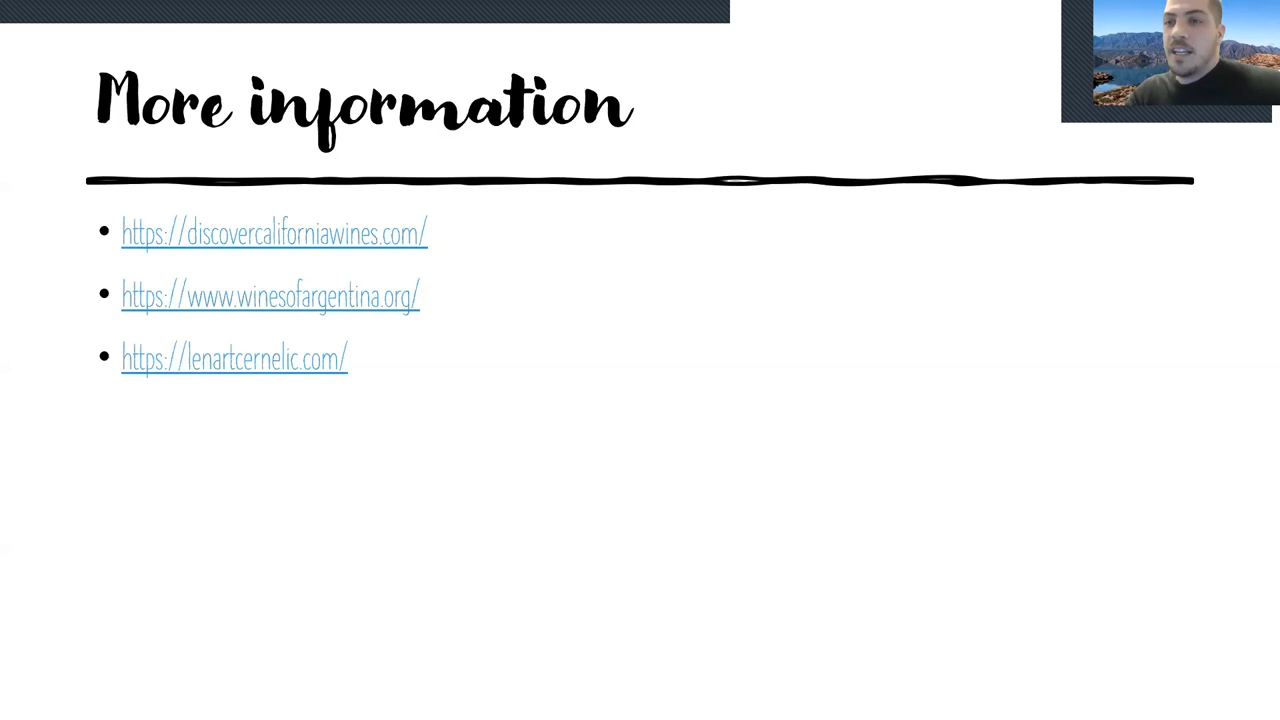 More information
• https://discovercaliforniawines.com/
• https://www.winesofargentina.org/
• https://lenartcernelic.com/